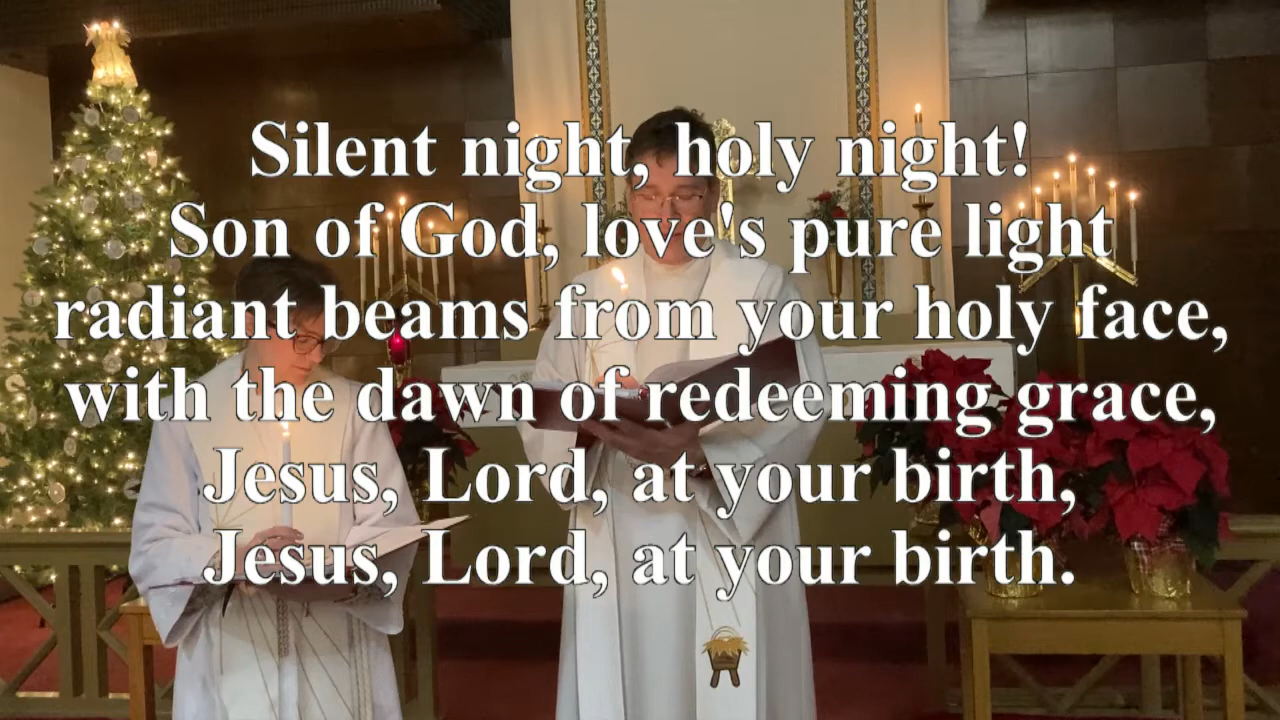 Silent night, holy night!
Son of God, love's pure light
radiant beams from your holy face,
with the dawn of redeeming grace,
Jesus, Lord, at your birth,
Jesus, Lord, at your birth.